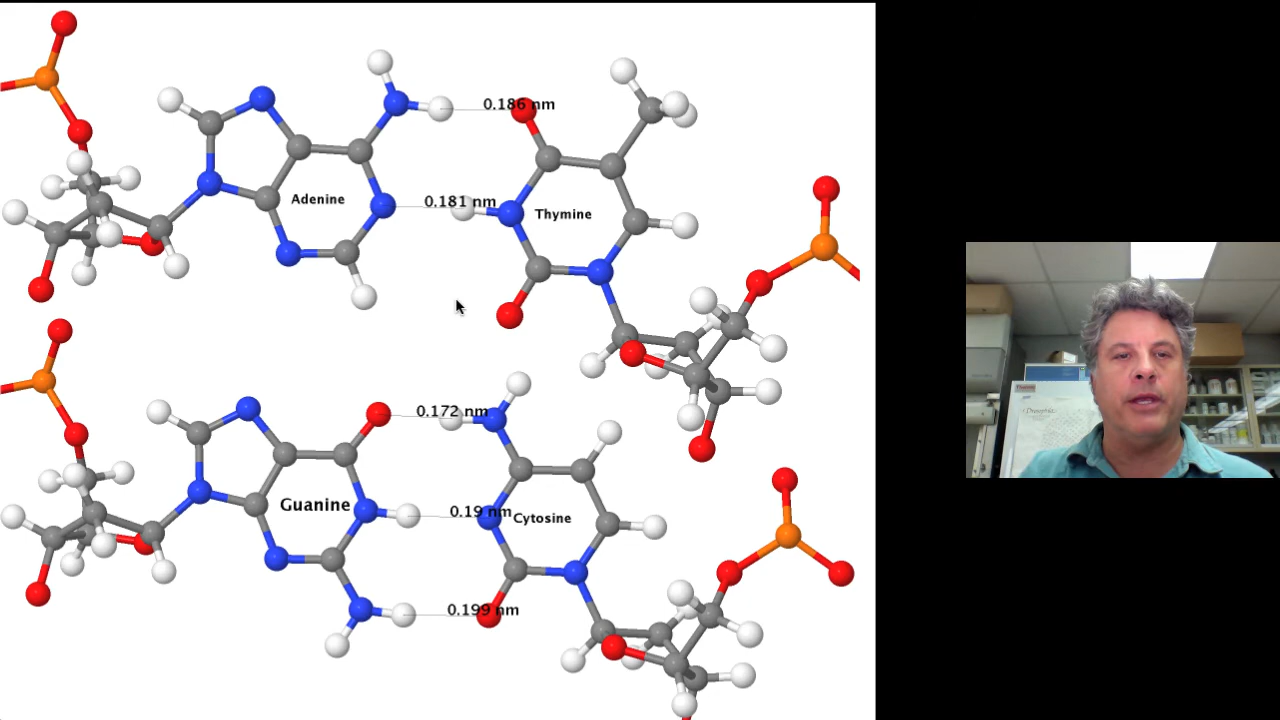 0.186 nm
Adenine
0.181 nm
Thymine
0.172 nm
Guanine
0.19 nm
Cytosine
0.199 nm